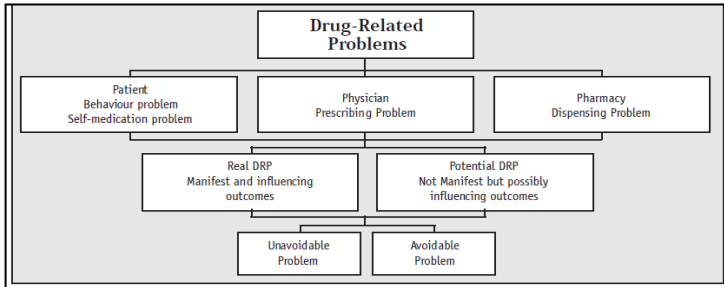 Drug-Related
Problems
Patient
Behaviour problem
Self-medication problem
Physician
Prescribing Problem
Pharmacy
Dispensing Problem
Real DRP
Manifest and influencing
outcomes
Potential DRP
Not Manifest but possibly
influencing outcomes
Unavoidable
Problem
Avoidable
Problem